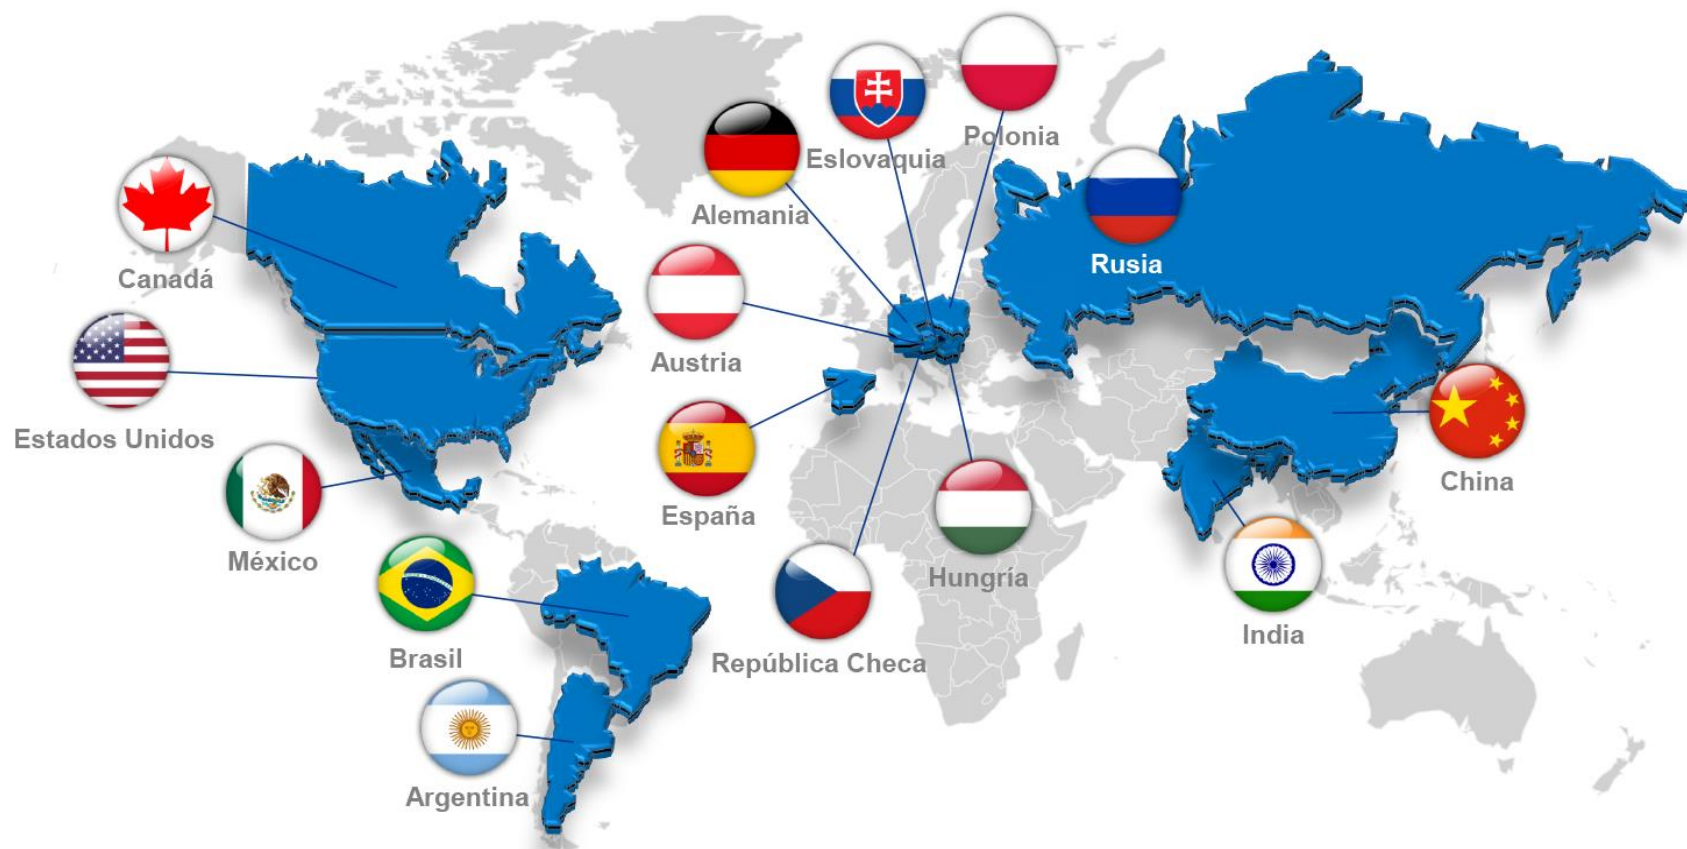 Polonia
Eslovaquia
Alemania
Rusia
Canadá
Austria
Estados Unidos
España
China
México
Hungría
India
Brasil
República Checa
Argentina